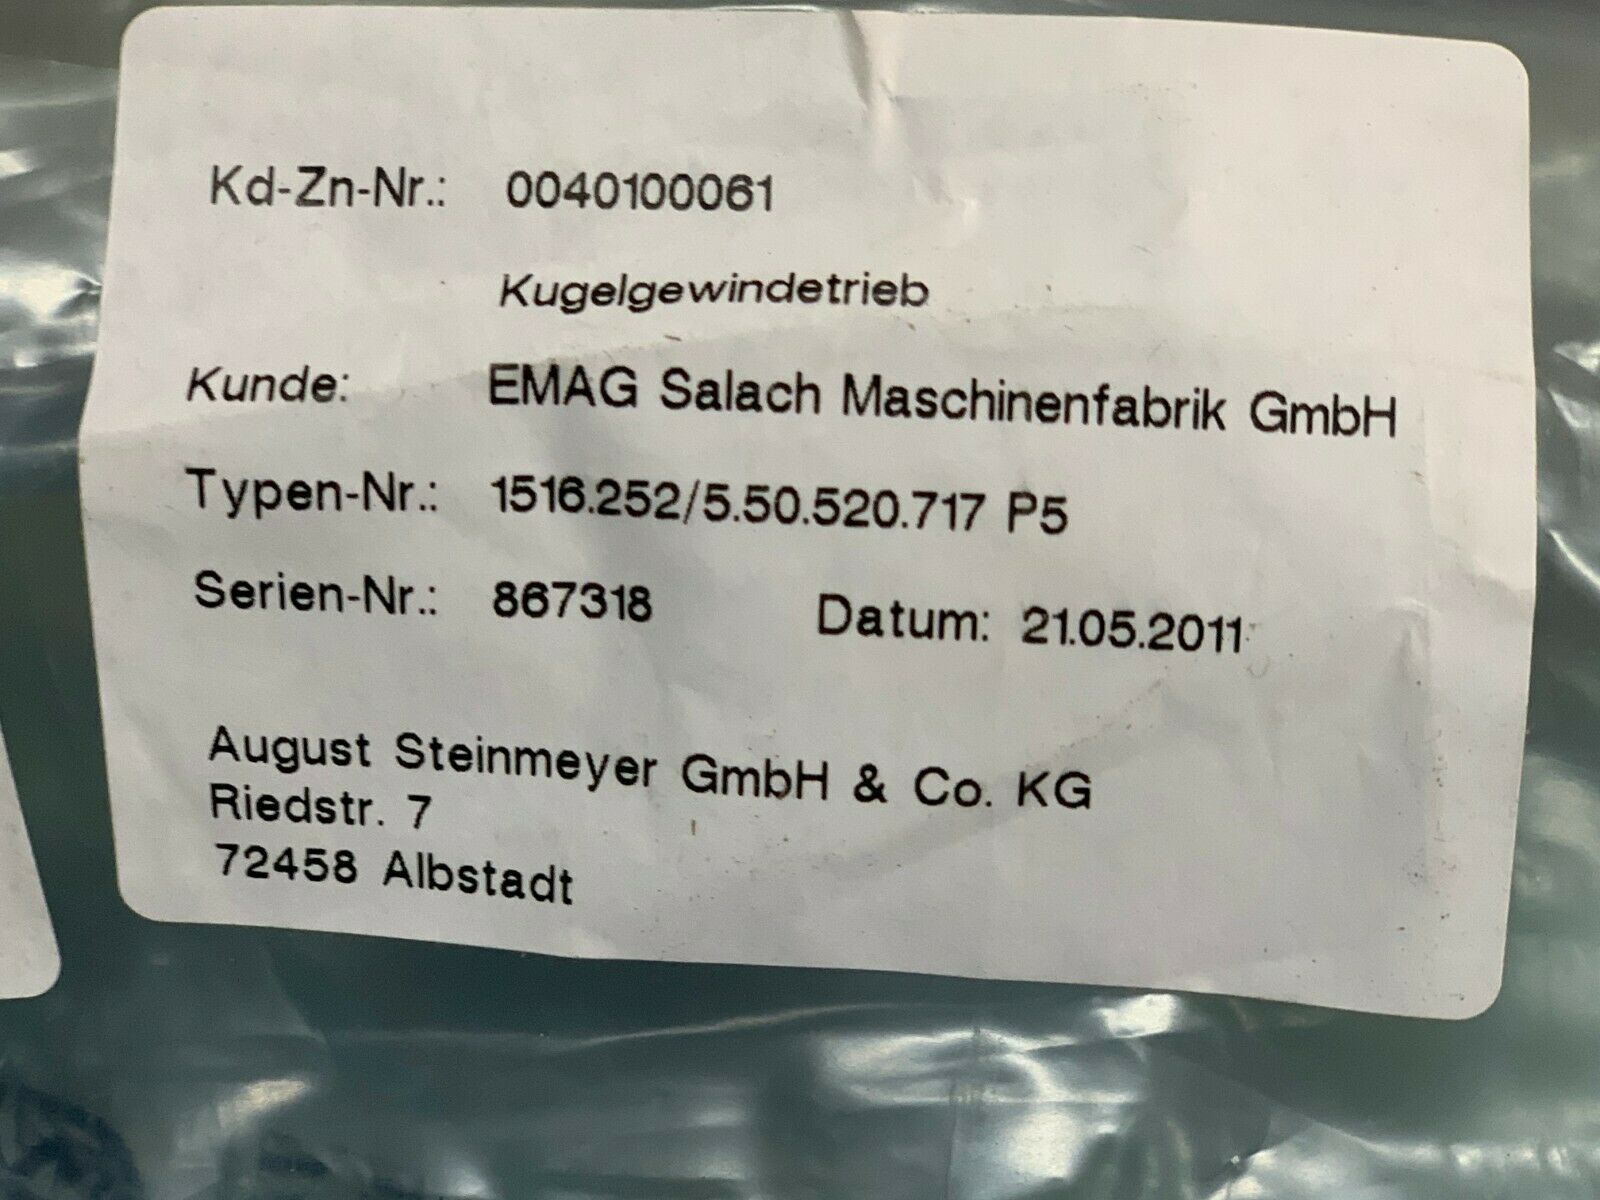 Kd-Zn-Nr.: 0040100061
Kugelgewindetrieb
Kunde: EMAG Salach Maschinenfabrik GmbH
Typen-Nr.: 1516.252/5.50.520.717 P5
Serien-Nr.: 867318 Datum: 21.05.2011
August Steinmeyer GmbH & Co. KG
Riedstr. 7
72458 Albstadt